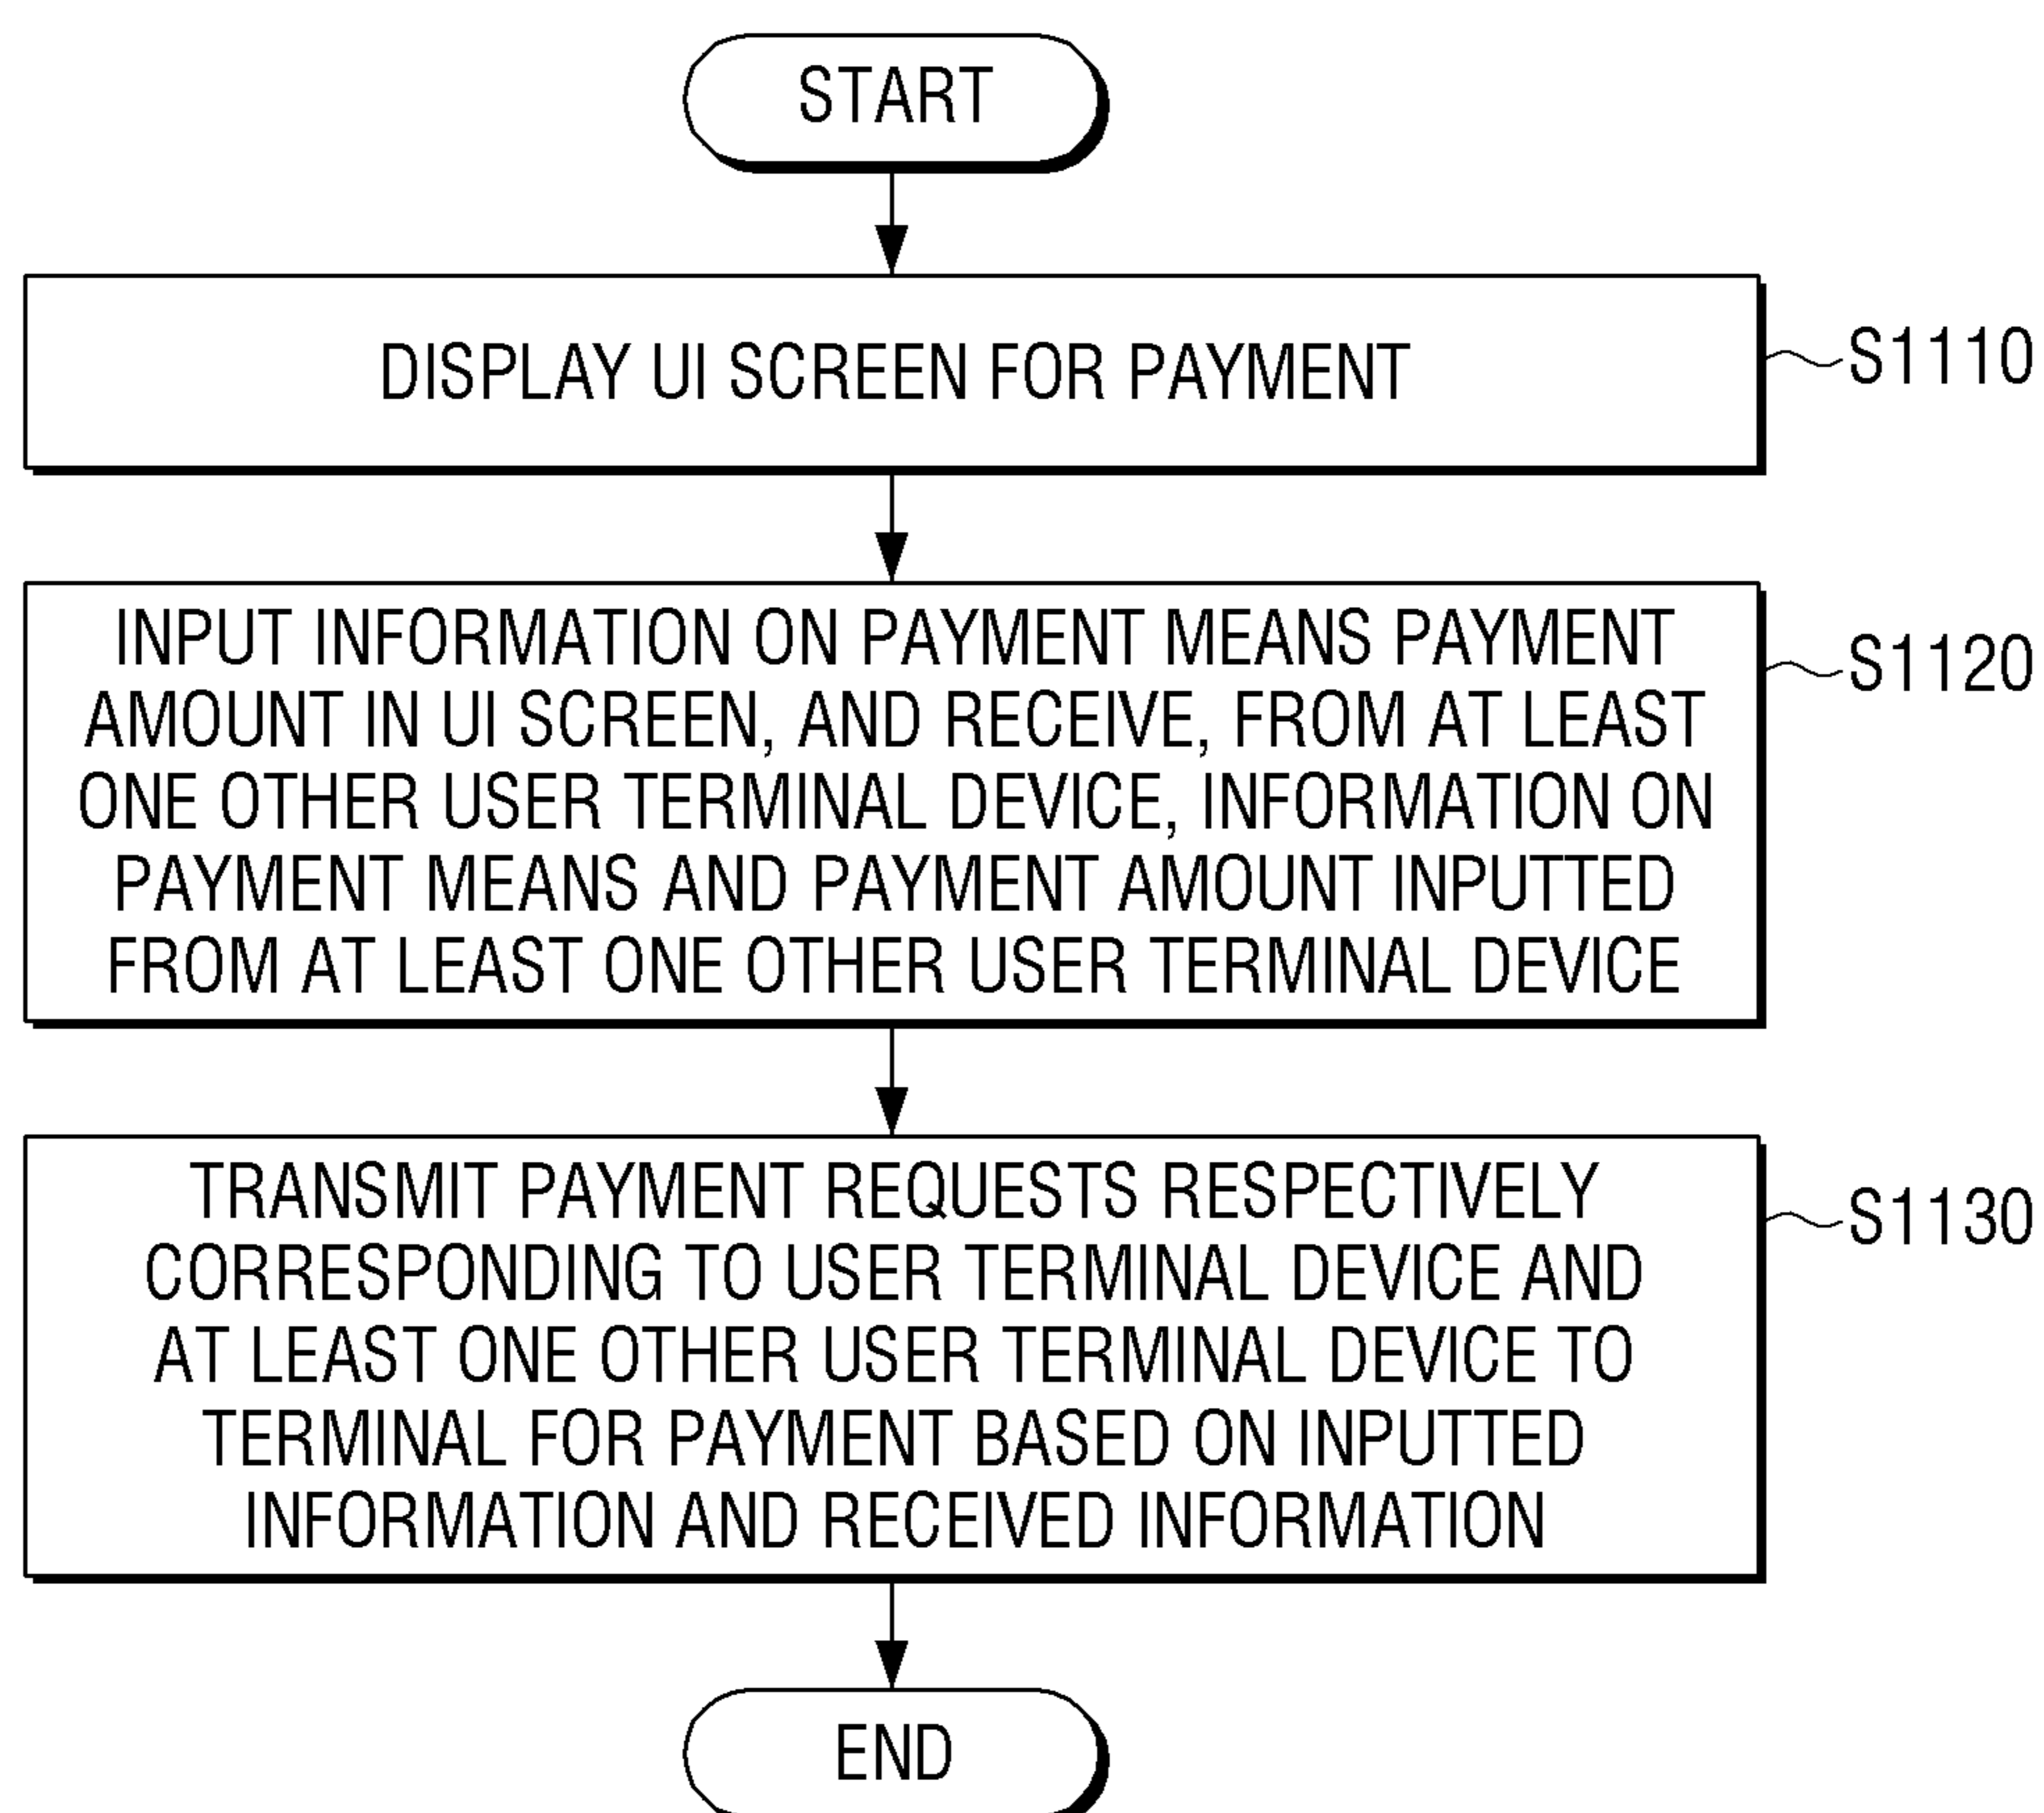 START
DISPLAY UI SCREEN FOR PAYMENT
S1110
INPUT INFORMATION ON PAYMENT MEANS PAYMENT
AMOUNT IN UI SCREEN, AND RECEIVE, FROM AT LEAST
ONE OTHER USER TERMINAL DEVICE, INFORMATION ON
PAYMENT MEANS AND PAYMENT AMOUNT INPUTTED
FROM AT LEAST ONE OTHER USER TERMINAL DEVICE
S1120
TRANSMIT PAYMENT REQUESTS RESPECTIVELY
CORRESPONDING TO USER TERMINAL DEVICE AND
AT LEAST ONE OTHER USER TERMINAL DEVICE TO
TERMINAL FOR PAYMENT BASED ON INPUTTED
INFORMATION AND RECEIVED INFORMATION
S1130
END